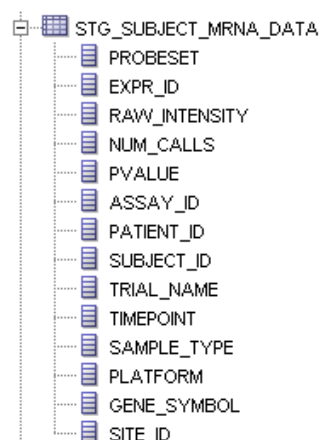 STG_SUBJECT_MRNA_DATA
PROBESET
EXPR_ID
RAW_INTENSITY
NUM_CALLS
PVALUE
ASSAY_ID
PATIENT_ID
SUBJECT_ID
TRIAL_NAME
TIMEPOINT
SAMPLE_TYPE
PLATFORM
GENE_SYMBOL
SITE_ID